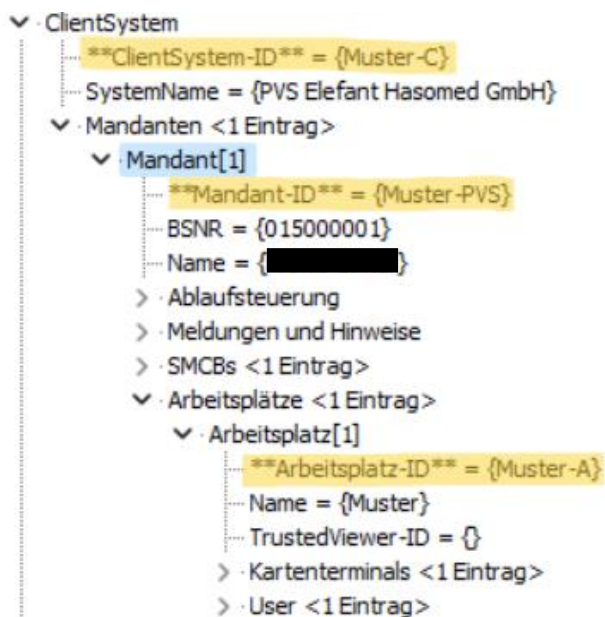 ClientSystem
**ClientSystem-ID** = {Muster-C}
SystemName = {PVS Elefant Hasomed GmbH}
Mandanten <1 Eintrag>
Mandant[1]
**Mandant-ID** = {Muster-PVS}
BSNR = {015000001}
Name = { }
Ablaufsteuerung
Meldungen und Hinweise
SMCBs <1 Eintrag>
Arbeitsplätze <1 Eintrag>
Arbeitsplatz[1]
**Arbeitsplatz-ID** = {Muster-A}
Name = {Muster}
TrustedViewer-ID = {}
Kartenterminals <1 Eintrag>
User <1 Eintrag>